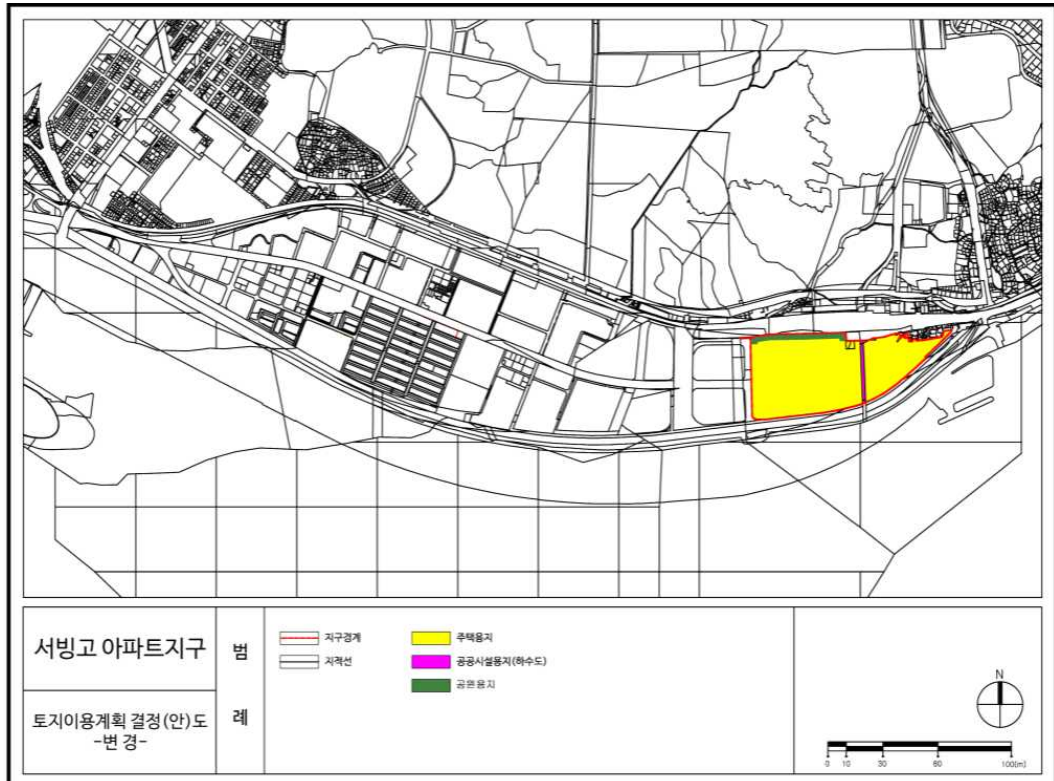 서빙고 아파트지구
토지이용계획 결정(안)도
-변 경-
범
례
지구경계
지적선
주택용지
공공시설용지(하수도)
공원용지
N
0 10 30 60 100(m)